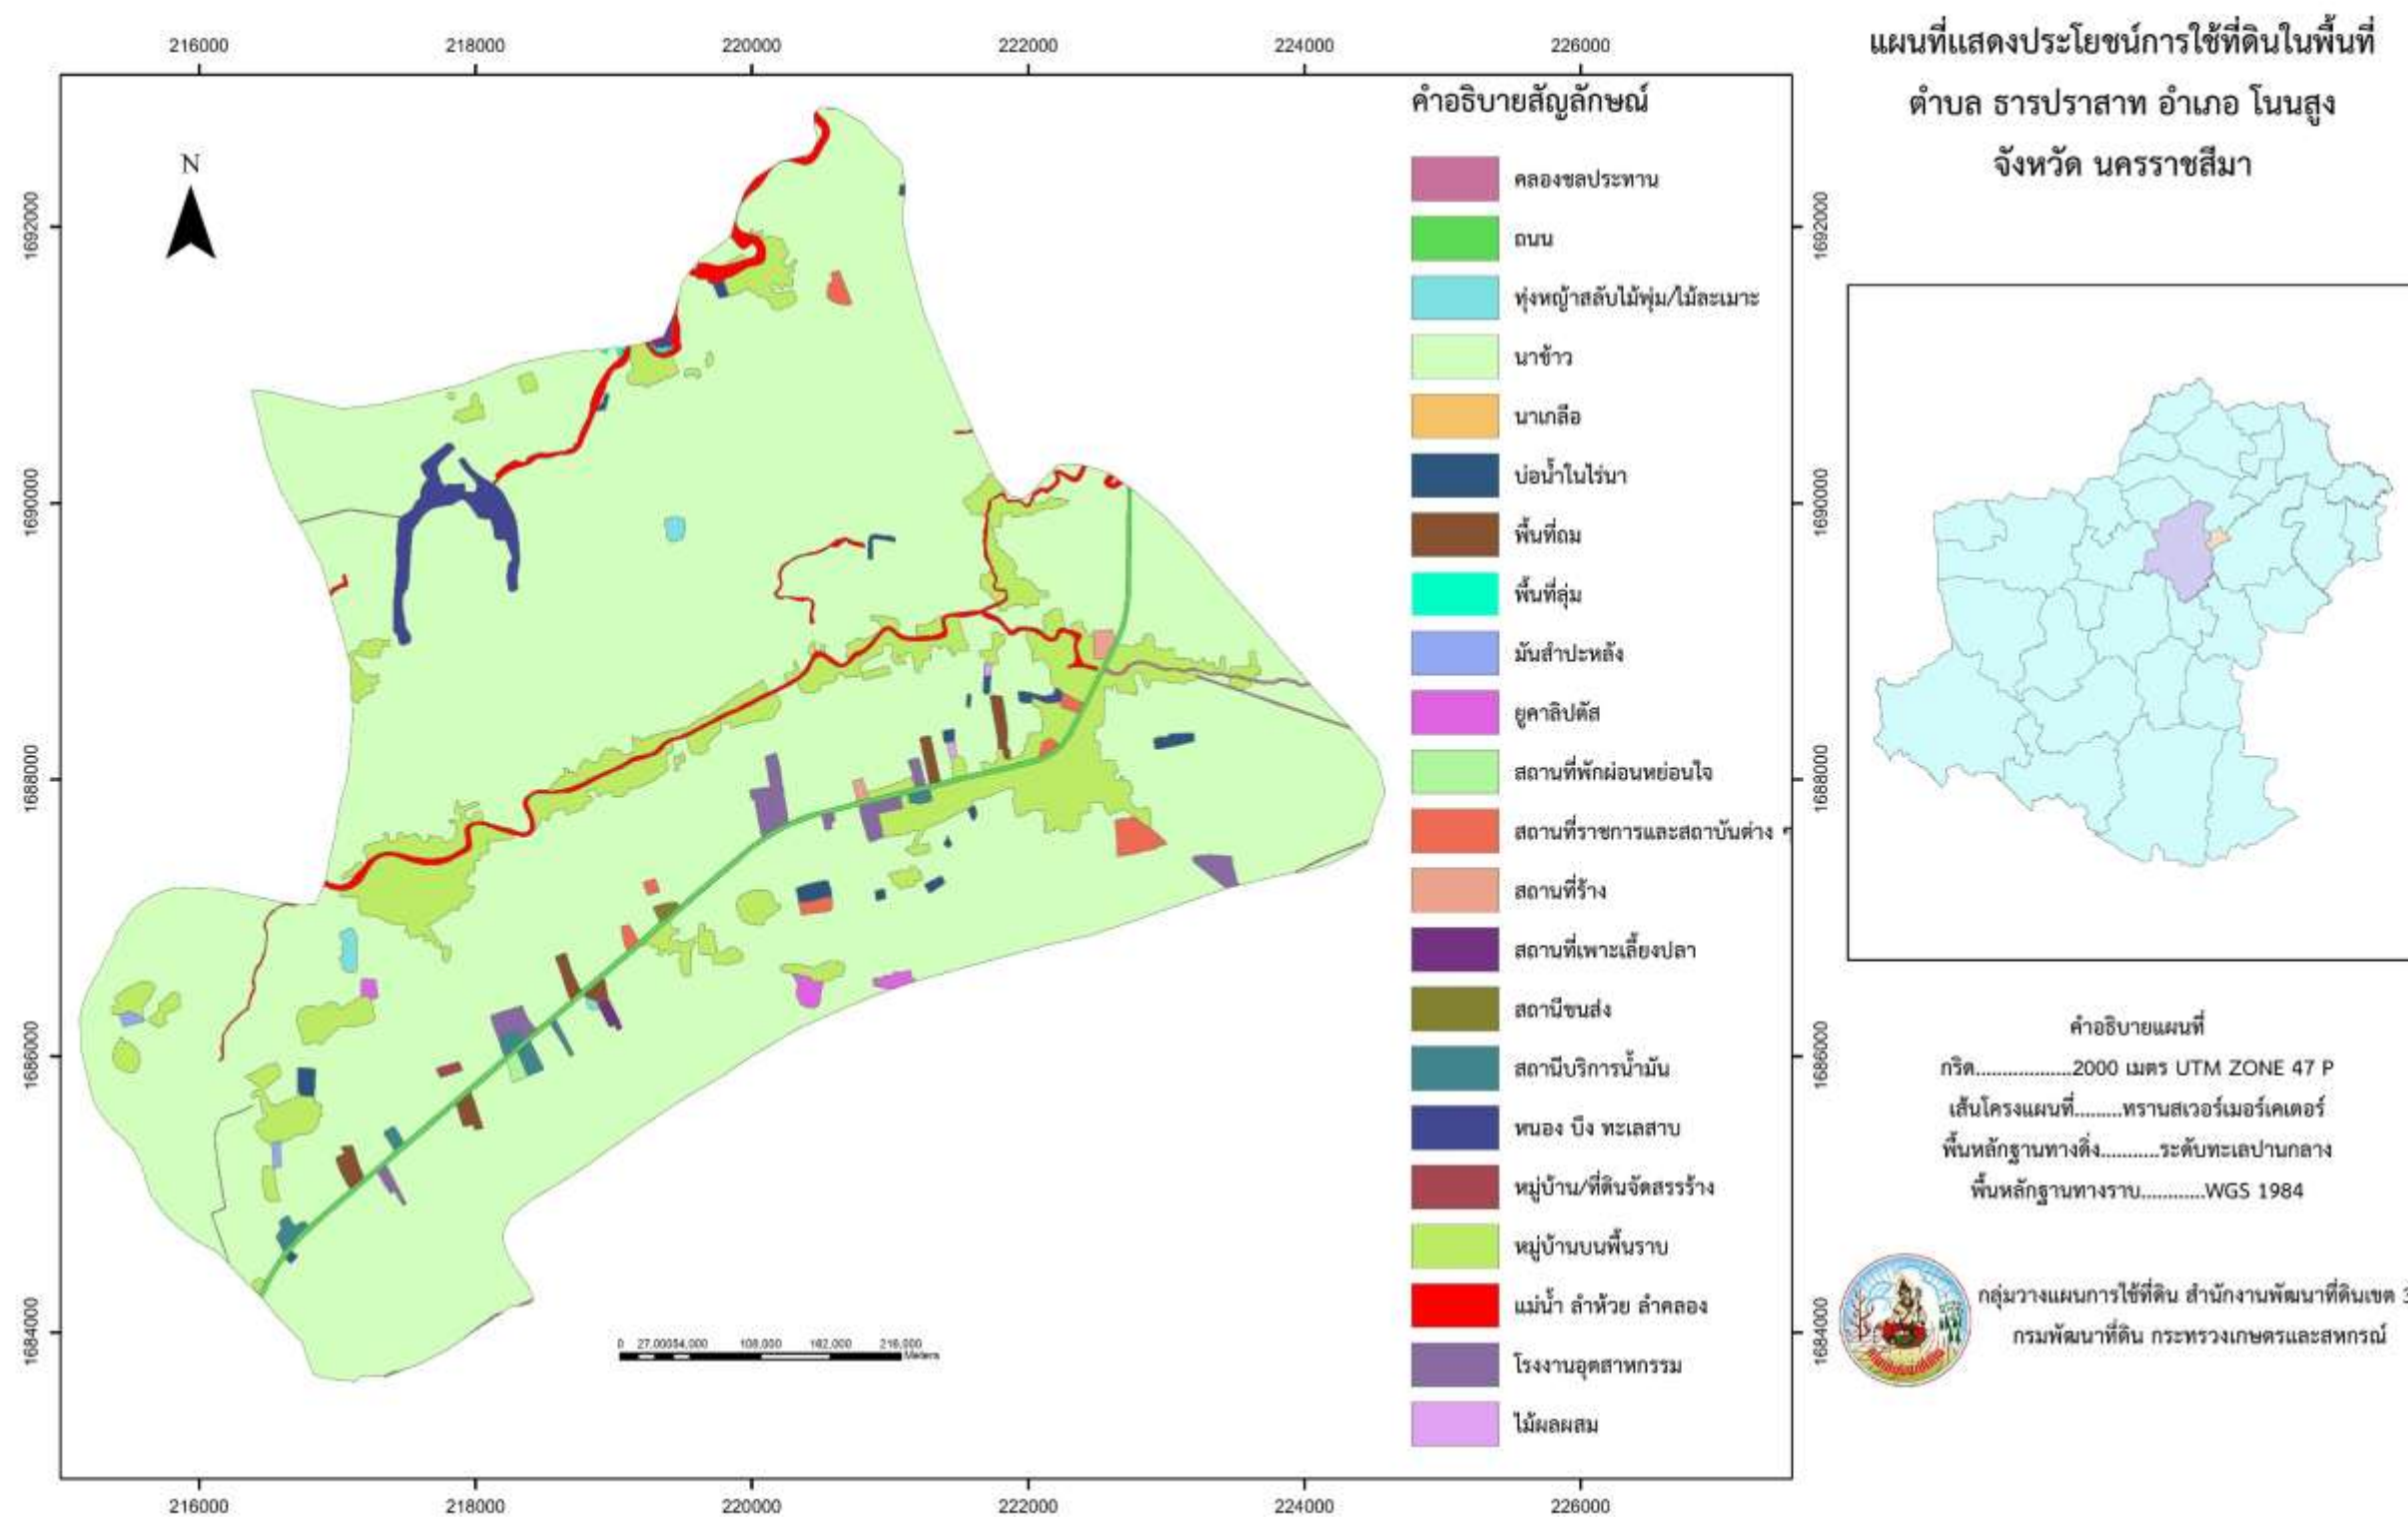 แผนที่แสดงประโยชน์การใช้ที่ดินในพื้นที่
ตำบล ธารปราสาท อำเภอ โนนสูง
จังหวัด นครราชสีมา
216000 218000 220000 222000 224000 226000
N
1692000
1690000
1688000
1686000
1684000
คำอธิบายสัญลักษณ์
คลองชลประทาน
ถนน
ทุ่งหญ้าสลับไม้พุ่ม/ไม้ละเมาะ
นาข้าว
นาเกลือ
บ่อน้ำในไร่นา
พื้นที่ถม
พื้นที่ลุ่ม
มันสำปะหลัง
ยูคาลิปตัส
สถานที่พักผ่อนหย่อนใจ
สถานที่ราชการและสถาบันต่าง ๆ
สถานที่ร้าง
สถานที่เพาะเลี้ยงปลา
สถานีขนส่ง
สถานีบริการน้ำมัน
หนอง บึง ทะเลสาบ
หมู่บ้าน/ที่ดินจัดสรรร้าง
หมู่บ้านบนพื้นราบ
แม่น้ำ ลำห้วย ลำคลอง
โรงงานอุตสาหกรรม
ไม้ผลผสม
1692000
1690000
1688000
1686000
1684000
0 27,00054,000 108,000 162,000 216,000
Meters
216000 218000 220000 222000 224000 226000
คำอธิบายแผนที่
กริด..................2000 เมตร UTM ZONE 47 P
เส้นโครงแผนที่.........ทรานสเวอร์เมอร์เคเตอร์
พื้นหลักฐานทางดิ่ง...........ระดับทะเลปานกลาง
พื้นหลักฐานทางราบ............WGS 1984
กลุ่มวางแผนการใช้ที่ดิน สำนักงานพัฒนาที่ดินเขต 3
กรมพัฒนาที่ดิน กระทรวงเกษตรและสหกรณ์